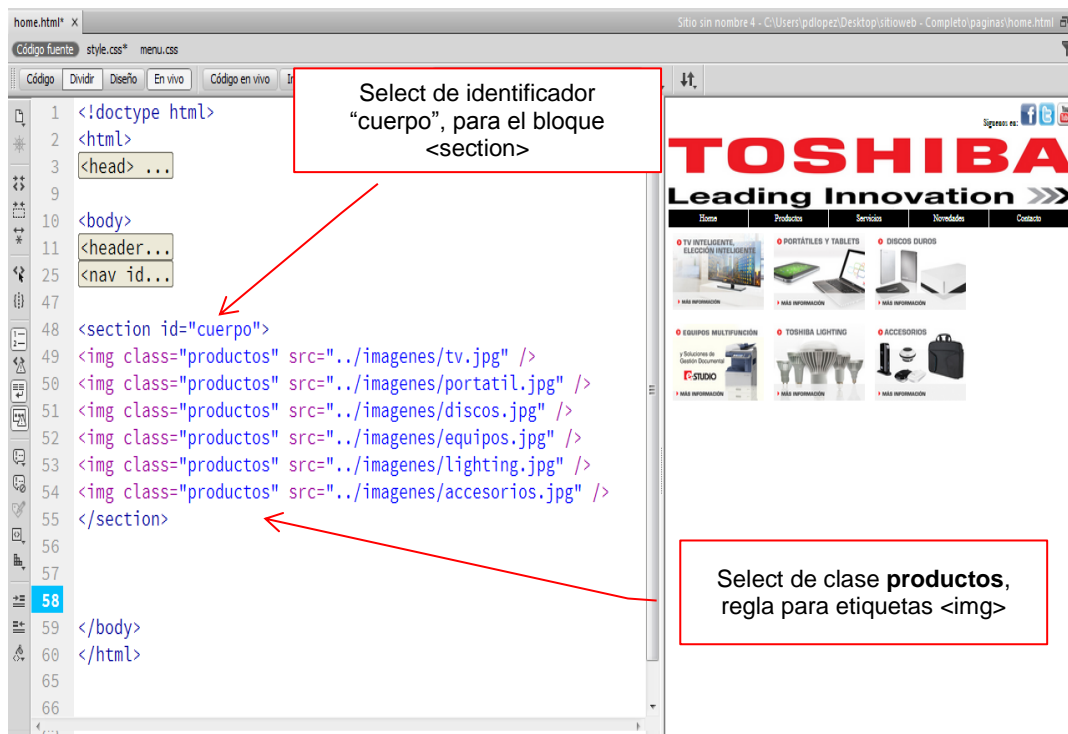 home.html* X
Sitio sin nombre 4 - C:\Users\pdlopez\Desktop\sitioweb - Completo\paginas\home.html
Código fuente style.css* menu.css
Código Dividir Diseño En vivo Código en vivo
Select de identificador
“cuerpo”, para el bloque
<section>
1 <!doctype html>
2 <html>
3 <head> ...
9
10 <body>
11 <header...
25 <nav id...
47
48 <section id="cuerpo">
49 <img class="productos" src="../imagenes/tv.jpg" />
50 <img class="productos" src="../imagenes/portatil.jpg" />
51 <img class="productos" src="../imagenes/discos.jpg" />
52 <img class="productos" src="../imagenes/equipos.jpg" />
53 <img class="productos" src="../imagenes/lighting.jpg" />
54 <img class="productos" src="../imagenes/accesorios.jpg" />
55 </section>
56
57
58
59 </body>
60 </html>
65
66
Siguenos en:
TOSHIBA
Leading Innovation
Home Productos Servicios Novedades Contacto
TV INTELIGENTE,
ELECCIÓN INTELIGENTE
PORTÁTILES Y TABLETS
DISCOS DUROS
MÁS INFORMACIÓN
MÁS INFORMACIÓN
MÁS INFORMACIÓN
EQUIPOS MULTIFUNCIÓN
TOSHIBA LIGHTING
ACCESORIOS
y Soluciones de
Gestión Documental
e-STUDIO
MÁS INFORMACIÓN
MÁS INFORMACIÓN
MÁS INFORMACIÓN
Select de clase productos,
regla para etiquetas <img>